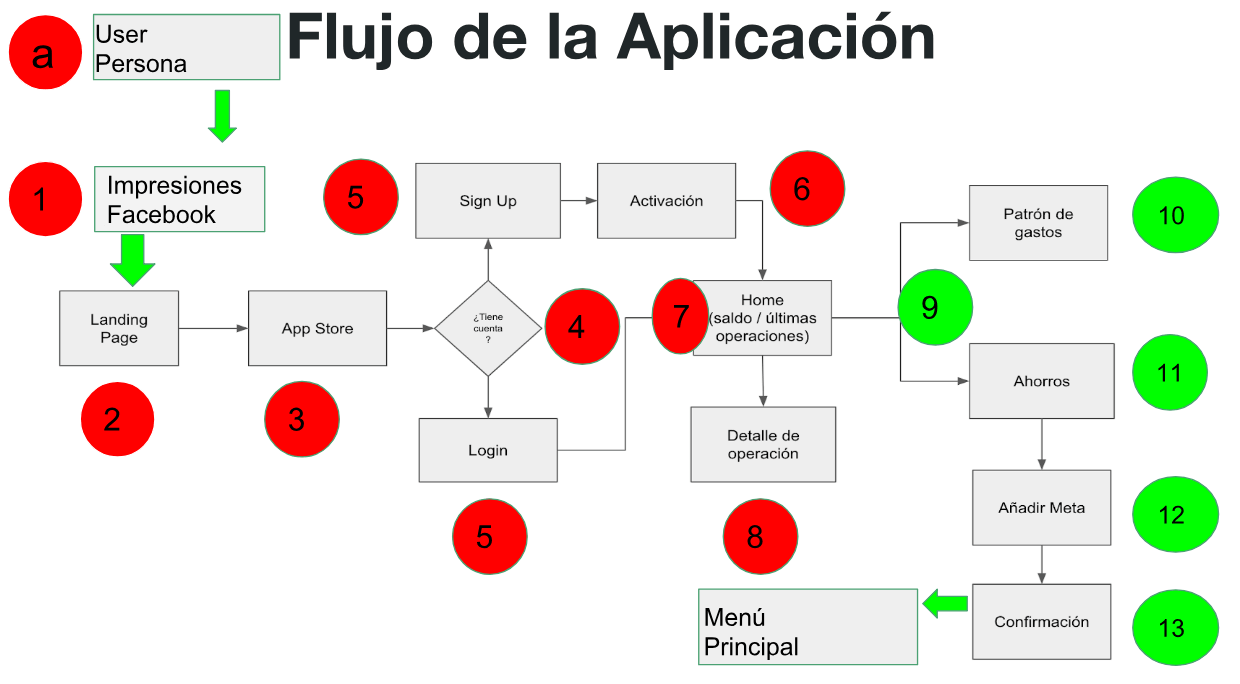 Flujo de la Aplicación
a
User
Persona
1
Impresiones
Facebook
Landing
Page
2
App Store
3
¿Tiene
cuenta
?
4
5
Sign Up
Activación
6
Login
5
7
Home
(saldo / últimas
operaciones)
Detalle de
operación
8
9
Patrón de
gastos
10
Ahorros
11
Añadir Meta
12
Confirmación
13
Menú
Principal